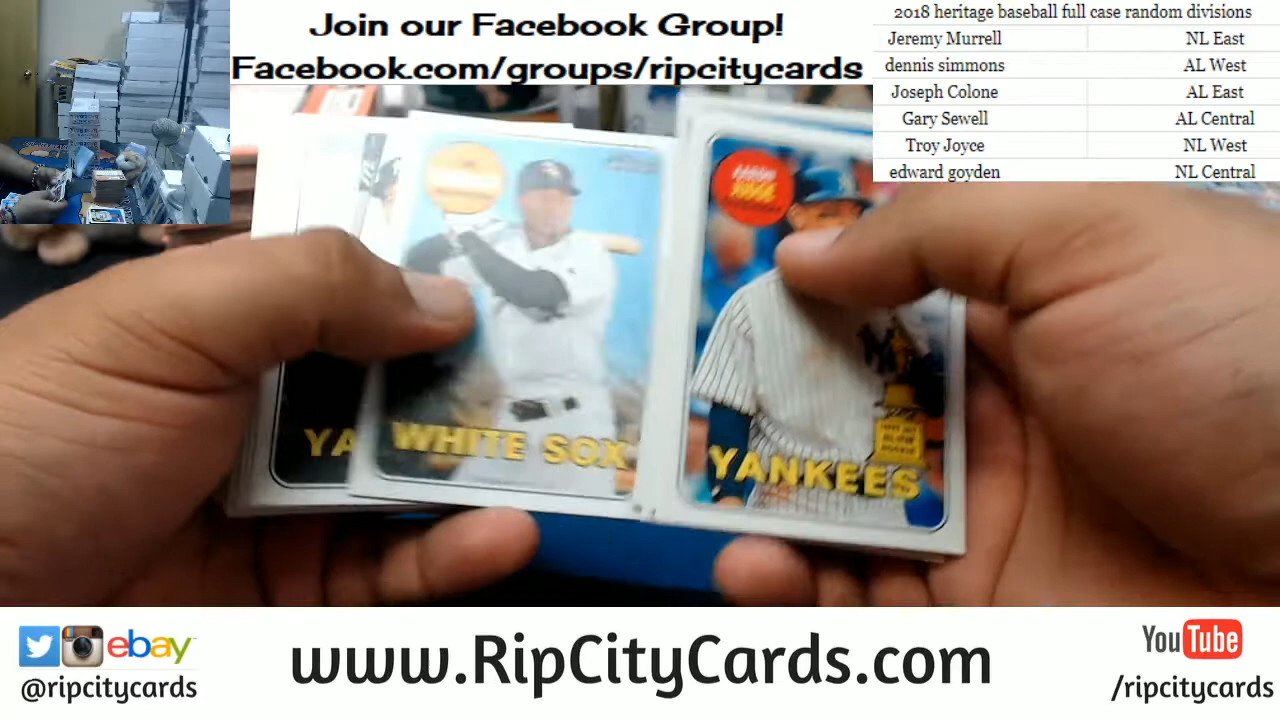 Join our Facebook Group!
Facebook.com/groups/ripcitycards
2018 heritage baseball full case random divisions
Jeremy Murrell NL East
dennis simmons AL West
Joseph Colone AL East
Gary Sewell AL Central
Troy Joyce NL West
edward goyden NL Central
JUDGE
YA
WHITE SOX
YANKEES
ebay
@ripcitycards
www.RipCityCards.com
YouTube
/ripcitycards